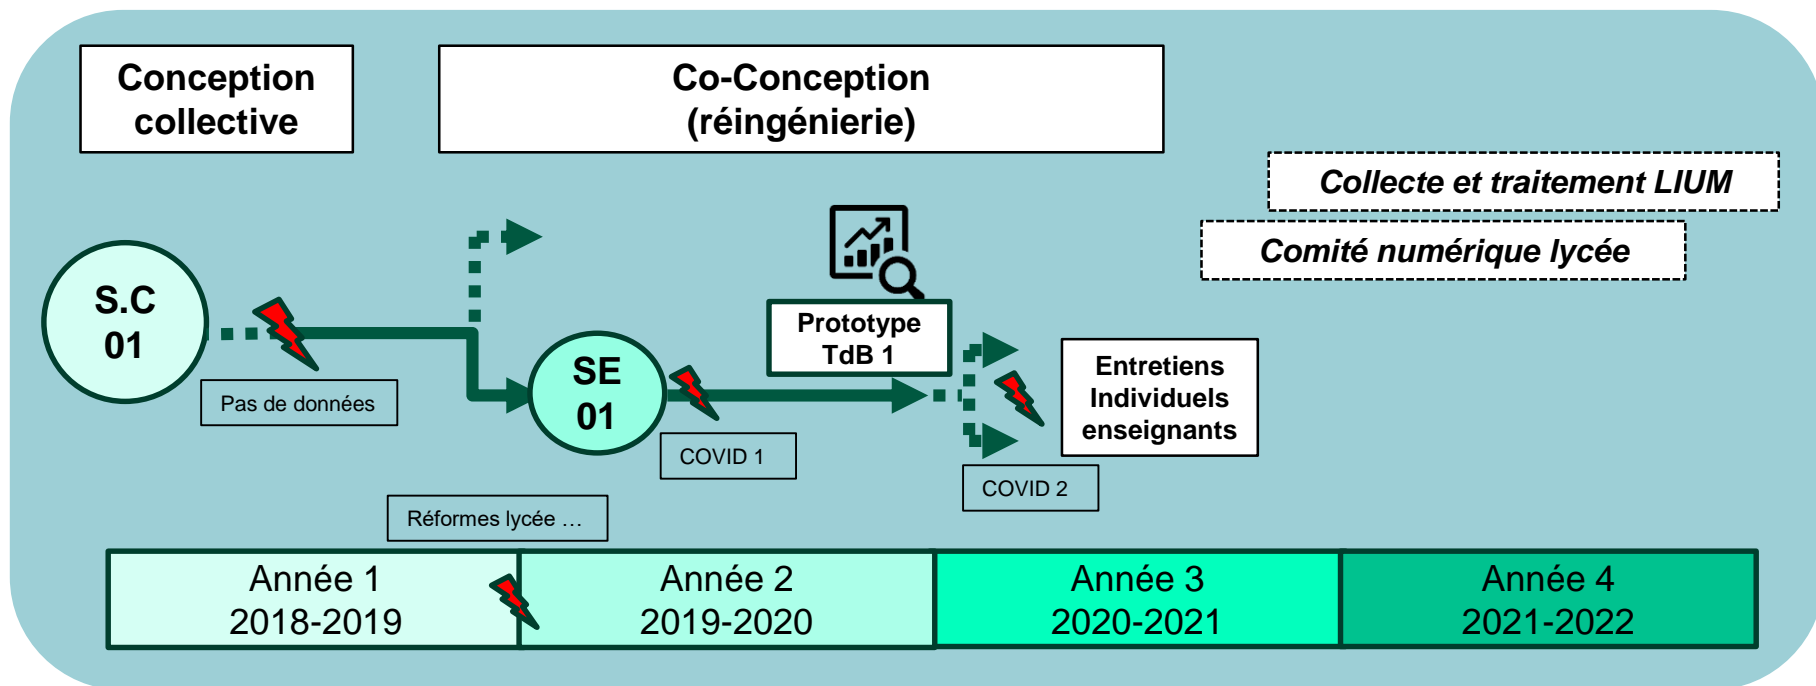 Conception
collective
Co-Conception
(réingénierie)
Collecte et traitement LIUM
Comité numérique lycée
S.C
01
Pas de données
SE
01
COVID 1
Prototype
TdB 1
Entretiens
Individuels
enseignants
COVID 2
Réformes lycée …
Année 1
2018-2019
Année 2
2019-2020
Année 3
2020-2021
Année 4
2021-2022